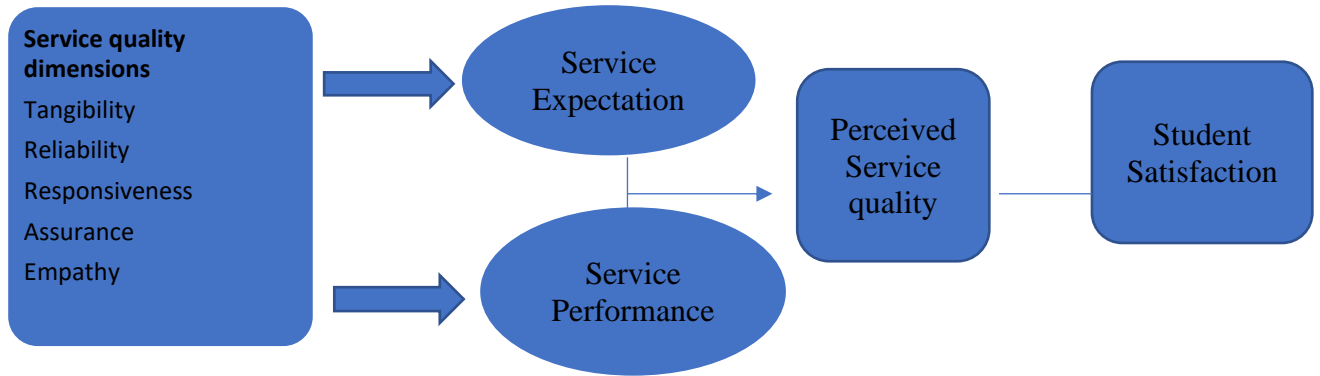 Service quality
dimensions
Tangibility
Reliability
Responsiveness
Assurance
Empathy
Service
Expectation
Service
Performance
Perceived
Service
quality
Student
Satisfaction